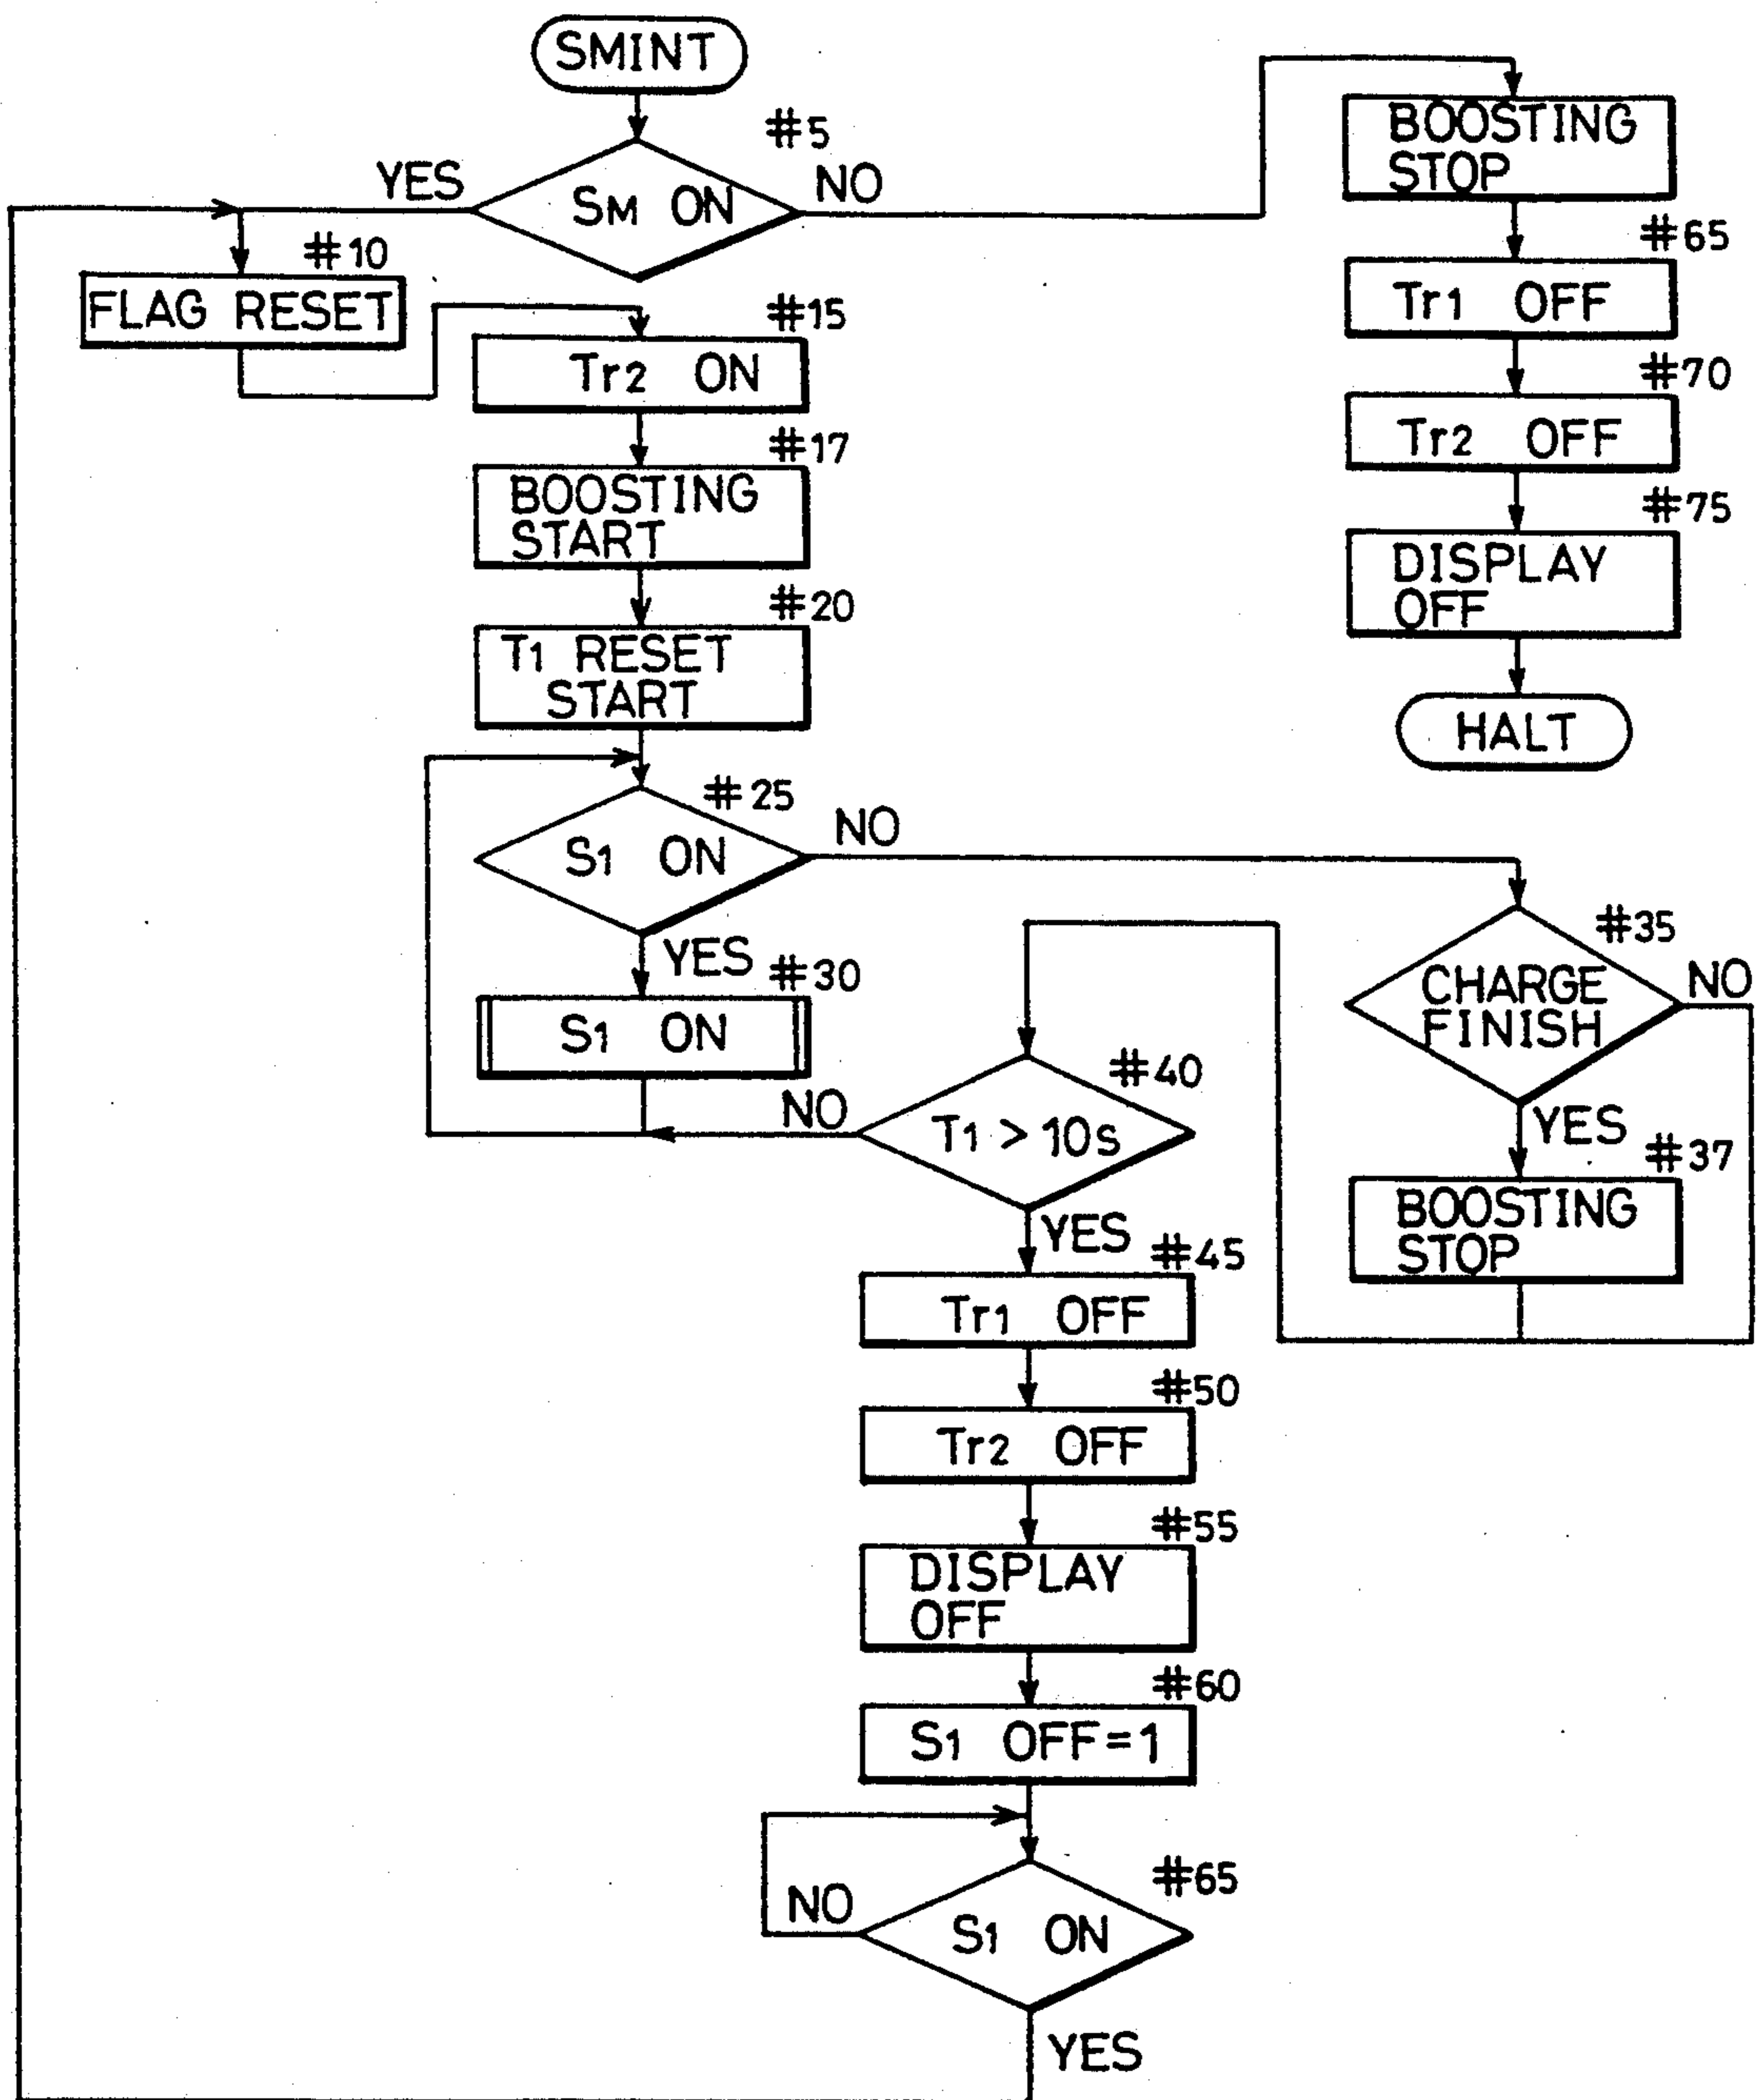 SMINT
#5
SM ON
YES
NO
#10
FLAG RESET
#15
Tr2 ON
#17
BOOSTING
START
#20
T1 RESET
START
#25
S1 ON
NO
YES
#30
S1 ON
BOOSTING
STOP
#65
Tr1 OFF
#70
Tr2 OFF
#75
DISPLAY
OFF
HALT
#35
CHARGE
FINISH
NO
YES
#37
BOOSTING
STOP
#40
T1 > 10s
NO
YES
#45
Tr1 OFF
#50
Tr2 OFF
#55
DISPLAY
OFF
#60
S1 OFF=1
#65
S1 ON
NO
YES